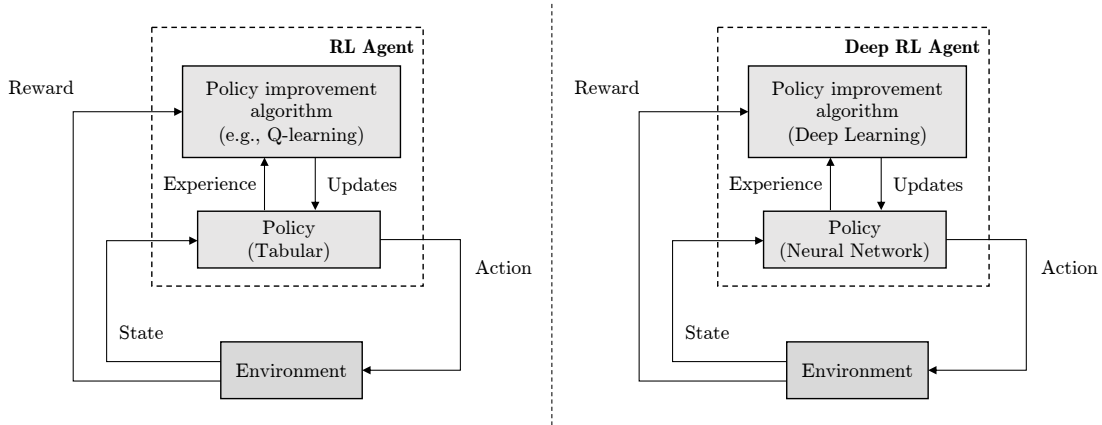 RL Agent
Reward
Policy improvement
algorithm
(e.g., Q-learning)
Experience
Updates
Policy
(Tabular)
Action
State
Environment
Deep RL Agent
Reward
Policy improvement
algorithm
(Deep Learning)
Experience
Updates
Policy
(Neural Network)
Action
State
Environment